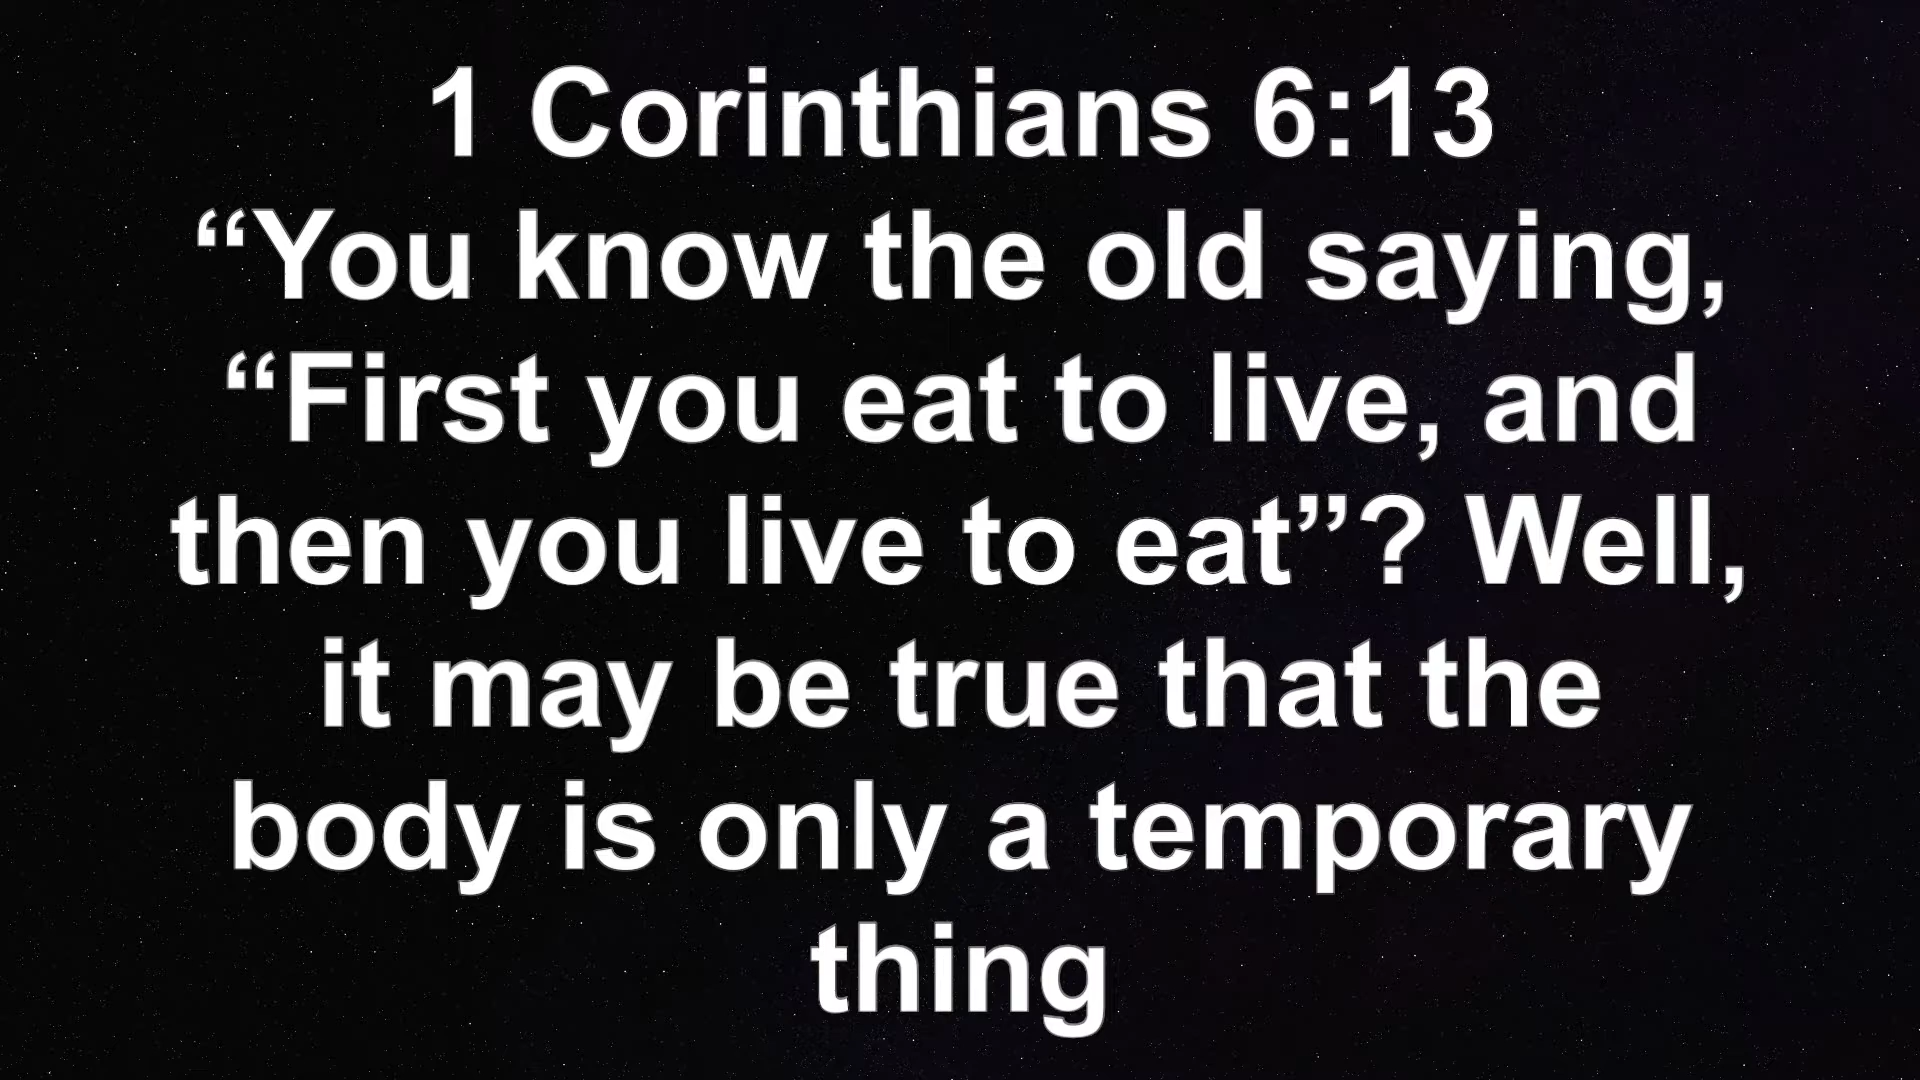 1 Corinthians 6:13
“You know the old saying,
“First you eat to live, and
then you live to eat”? Well,
it may be true that the
body is only a temporary
thing